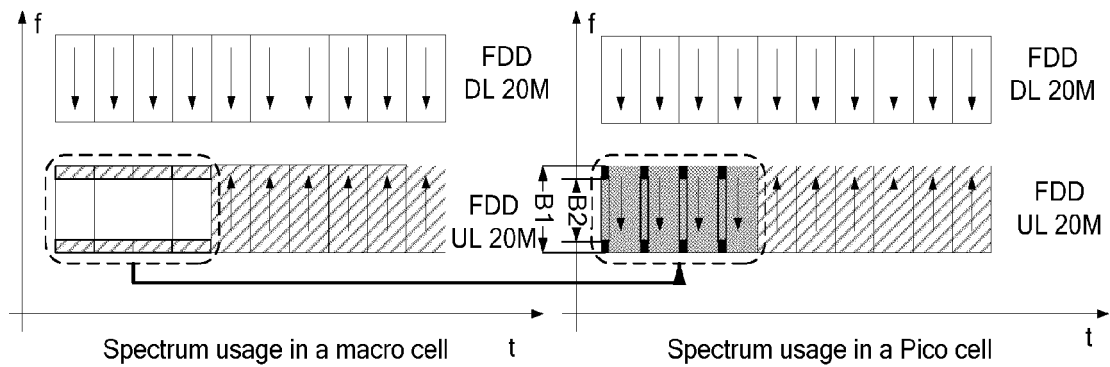 f
FDD
DL 20M
FDD
UL 20M
Spectrum usage in a macro cell
t
f
FDD
DL 20M
B1
B2
FDD
UL 20M
Spectrum usage in a Pico cell
t